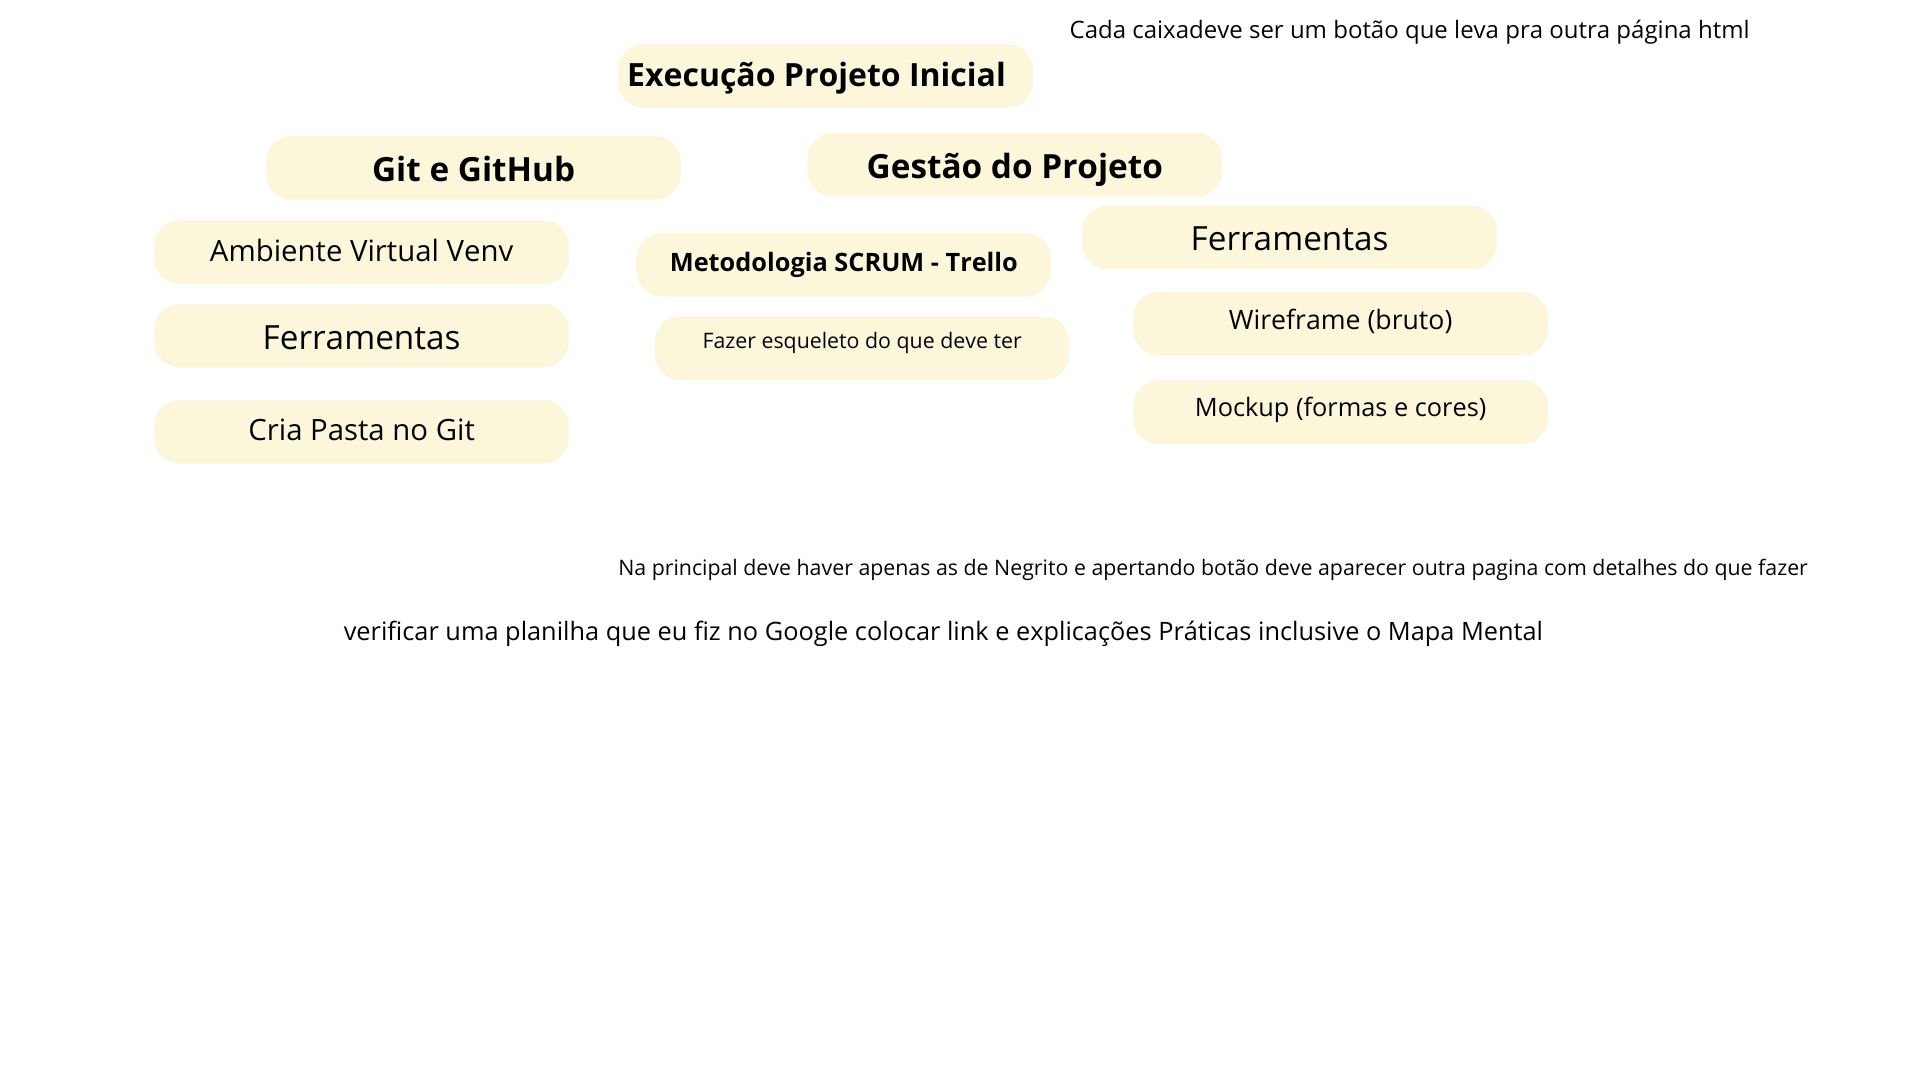 Cada caixadeve ser um botão que leva pra outra página html
Execução Projeto Inicial
Git e GitHub
Gestão do Projeto
Ambiente Virtual Venv
Metodologia SCRUM - Trello
Ferramentas
Ferramentas
Fazer esqueleto do que deve ter
Wireframe (bruto)
Cria Pasta no Git
Mockup (formas e cores)
Na principal deve haver apenas as de Negrito e apertando botão deve aparecer outra pagina com detalhes do que fazer
verificar uma planilha que eu fiz no Google colocar link e explicações Práticas inclusive o Mapa Mental